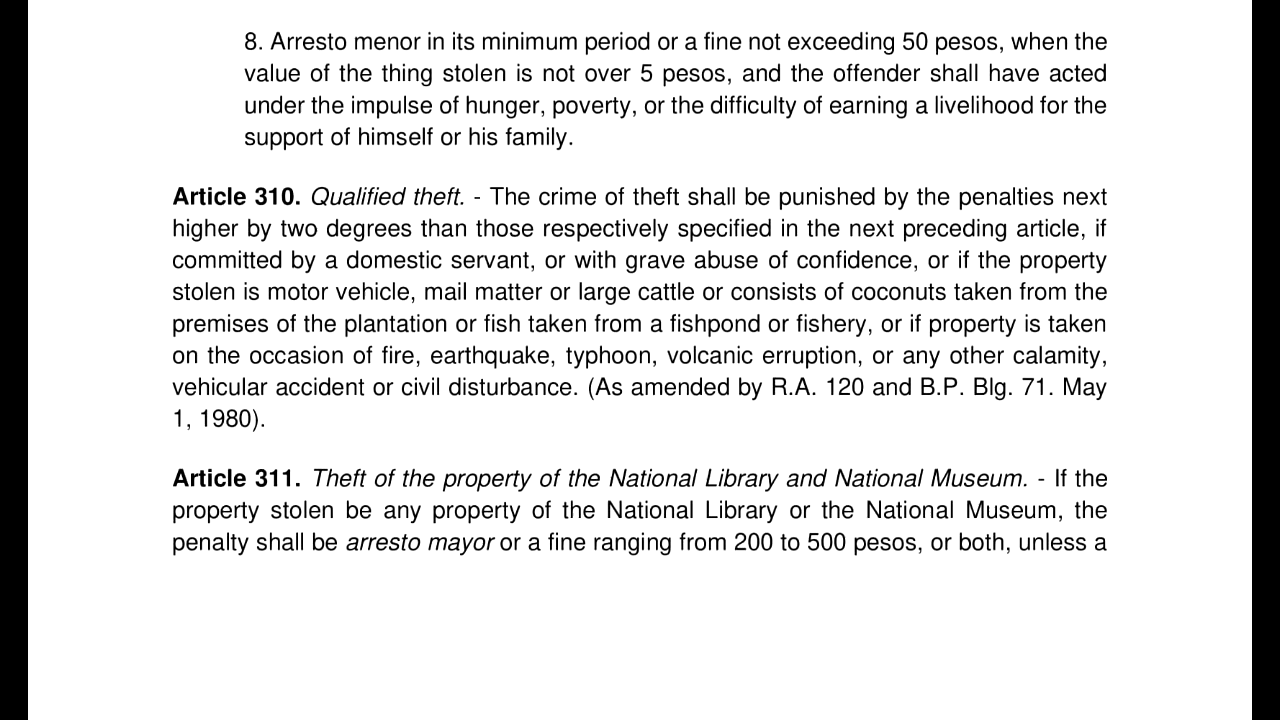 8. Arresto menor in its minimum period or a fine not exceeding 50 pesos, when the
value of the thing stolen is not over 5 pesos, and the offender shall have acted
under the impulse of hunger, poverty, or the difficulty of earning a livelihood for the
support of himself or his family.
Article 310. Qualified theft. - The crime of theft shall be punished by the penalties next
higher by two degrees than those respectively specified in the next preceding article, if
committed by a domestic servant, or with grave abuse of confidence, or if the property
stolen is motor vehicle, mail matter or large cattle or consists of coconuts taken from the
premises of the plantation or fish taken from a fishpond or fishery, or if property is taken
on the occasion of fire, earthquake, typhoon, volcanic erruption, or any other calamity,
vehicular accident or civil disturbance. (As amended by R.A. 120 and B.P. Blg. 71. May
1, 1980).
Article 311. Theft of the property of the National Library and National Museum. - If the
property stolen be any property of the National Library or the National Museum, the
penalty shall be arresto mayor or a fine ranging from 200 to 500 pesos, or both, unless a